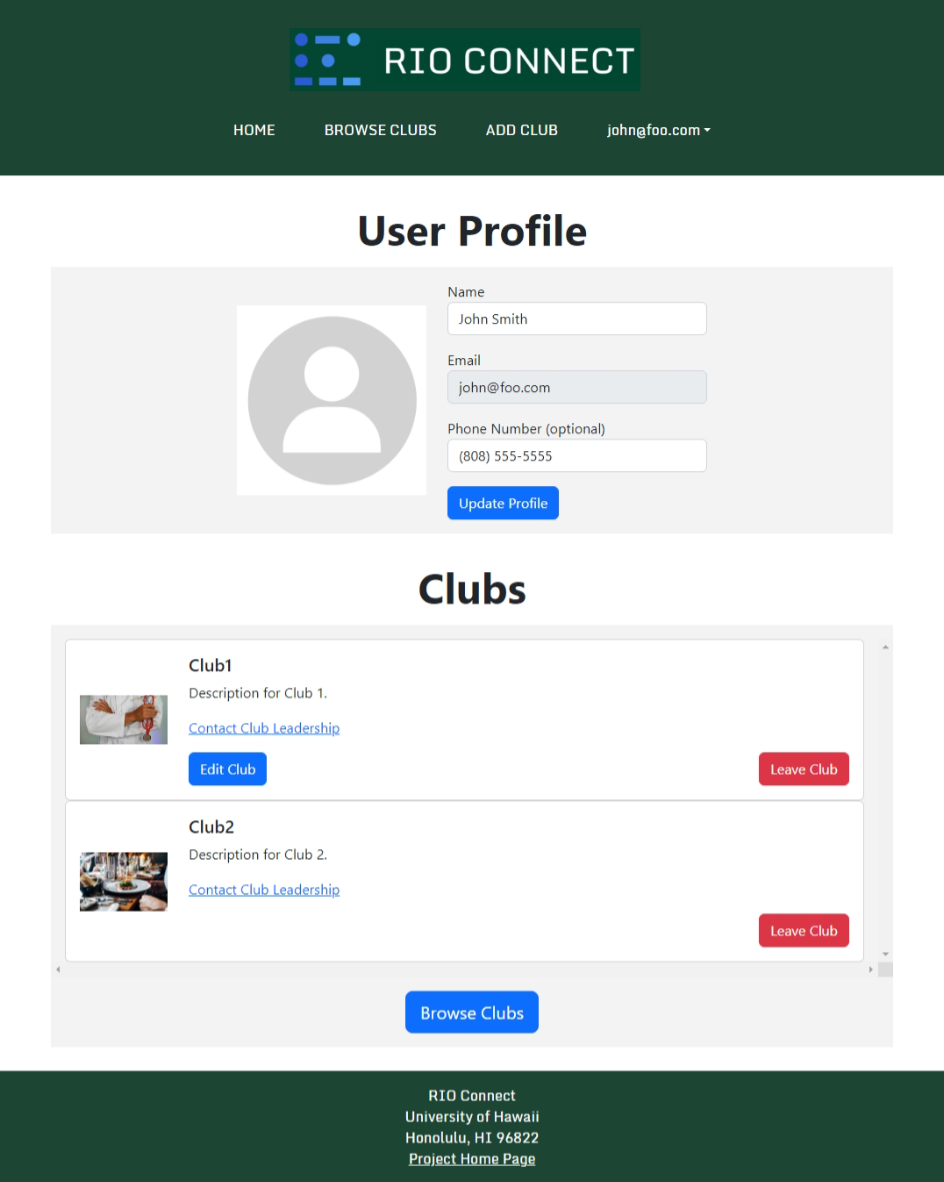 RIO CONNECT
HOME BROWSE CLUBS ADD CLUB john@foo.com
User Profile
Name
John Smith
Email
john@foo.com
Phone Number (optional)
(808) 555-5555
Update Profile
Clubs
Club1
Description for Club 1.
Contact Club Leadership
Edit Club Leave Club
Club2
Description for Club 2.
Contact Club Leadership
Leave Club
Browse Clubs
RIO Connect
University of Hawaii
Honolulu, HI 96822
Project Home Page